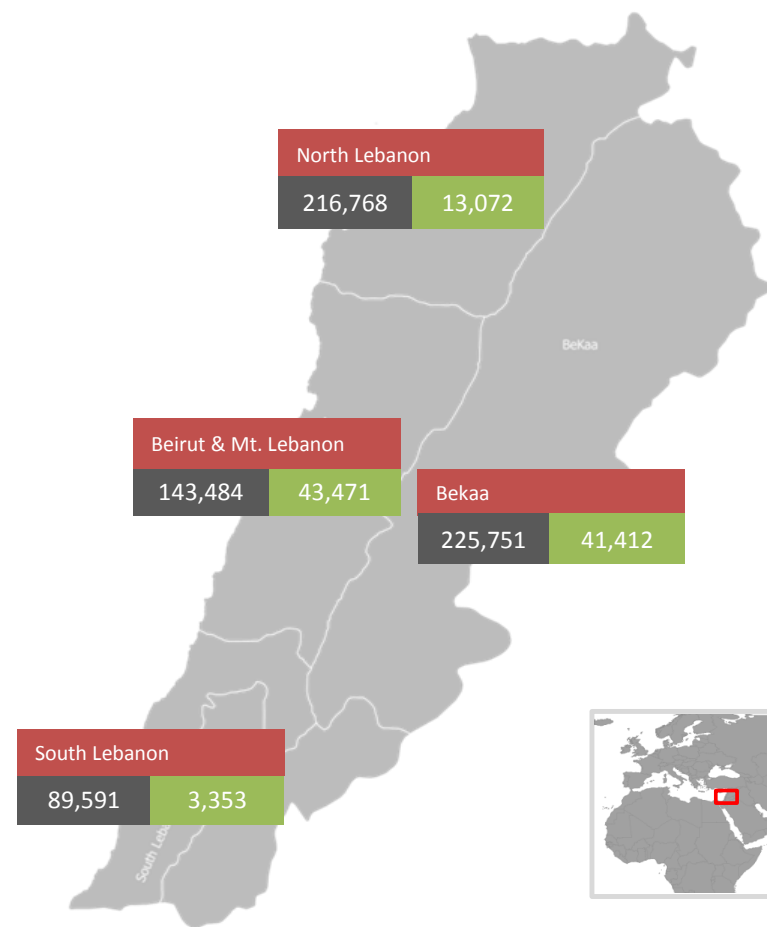 North Lebanon
216,768 13,072
BeKaa
Beirut & Mt. Lebanon
143,484 43,471
Bekaa
225,751 41,412
South Lebanon
89,591 3,353
South Leba